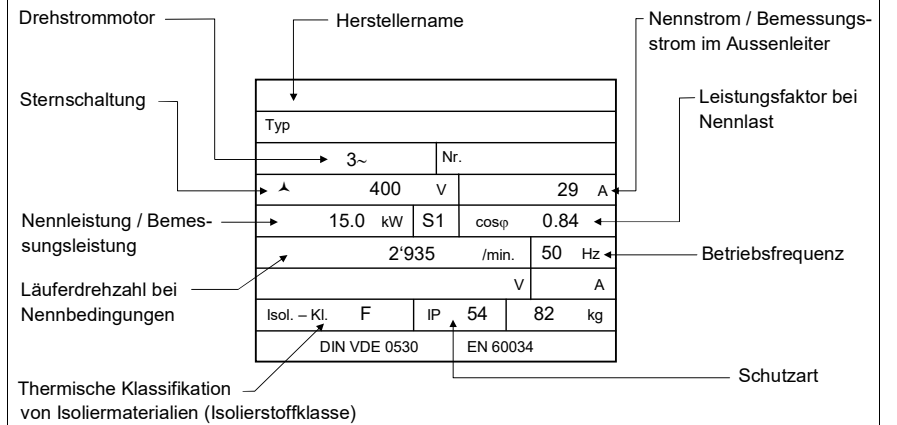 Drehstrommotor
Herstellername
Nennstrom / Bemessungs-
strom im Aussenleiter
Sternschaltung
Leistungsfaktor bei
Nennlast
Typ
3~ Nr.
400 V 29 A
Nennleistung / Bemes-
sungsleistung
15.0 kW S1 cosφ 0.84
2‘935 /min. 50 Hz
Betriebsfrequenz
V A
Läuferdrehzahl bei
Nennbedingungen
Isol. – Kl. F IP 54 82 kg
DIN VDE 0530 EN 60034
Schutzart
Thermische Klassifikation
von Isoliermaterialien (Isolierstoffklasse)